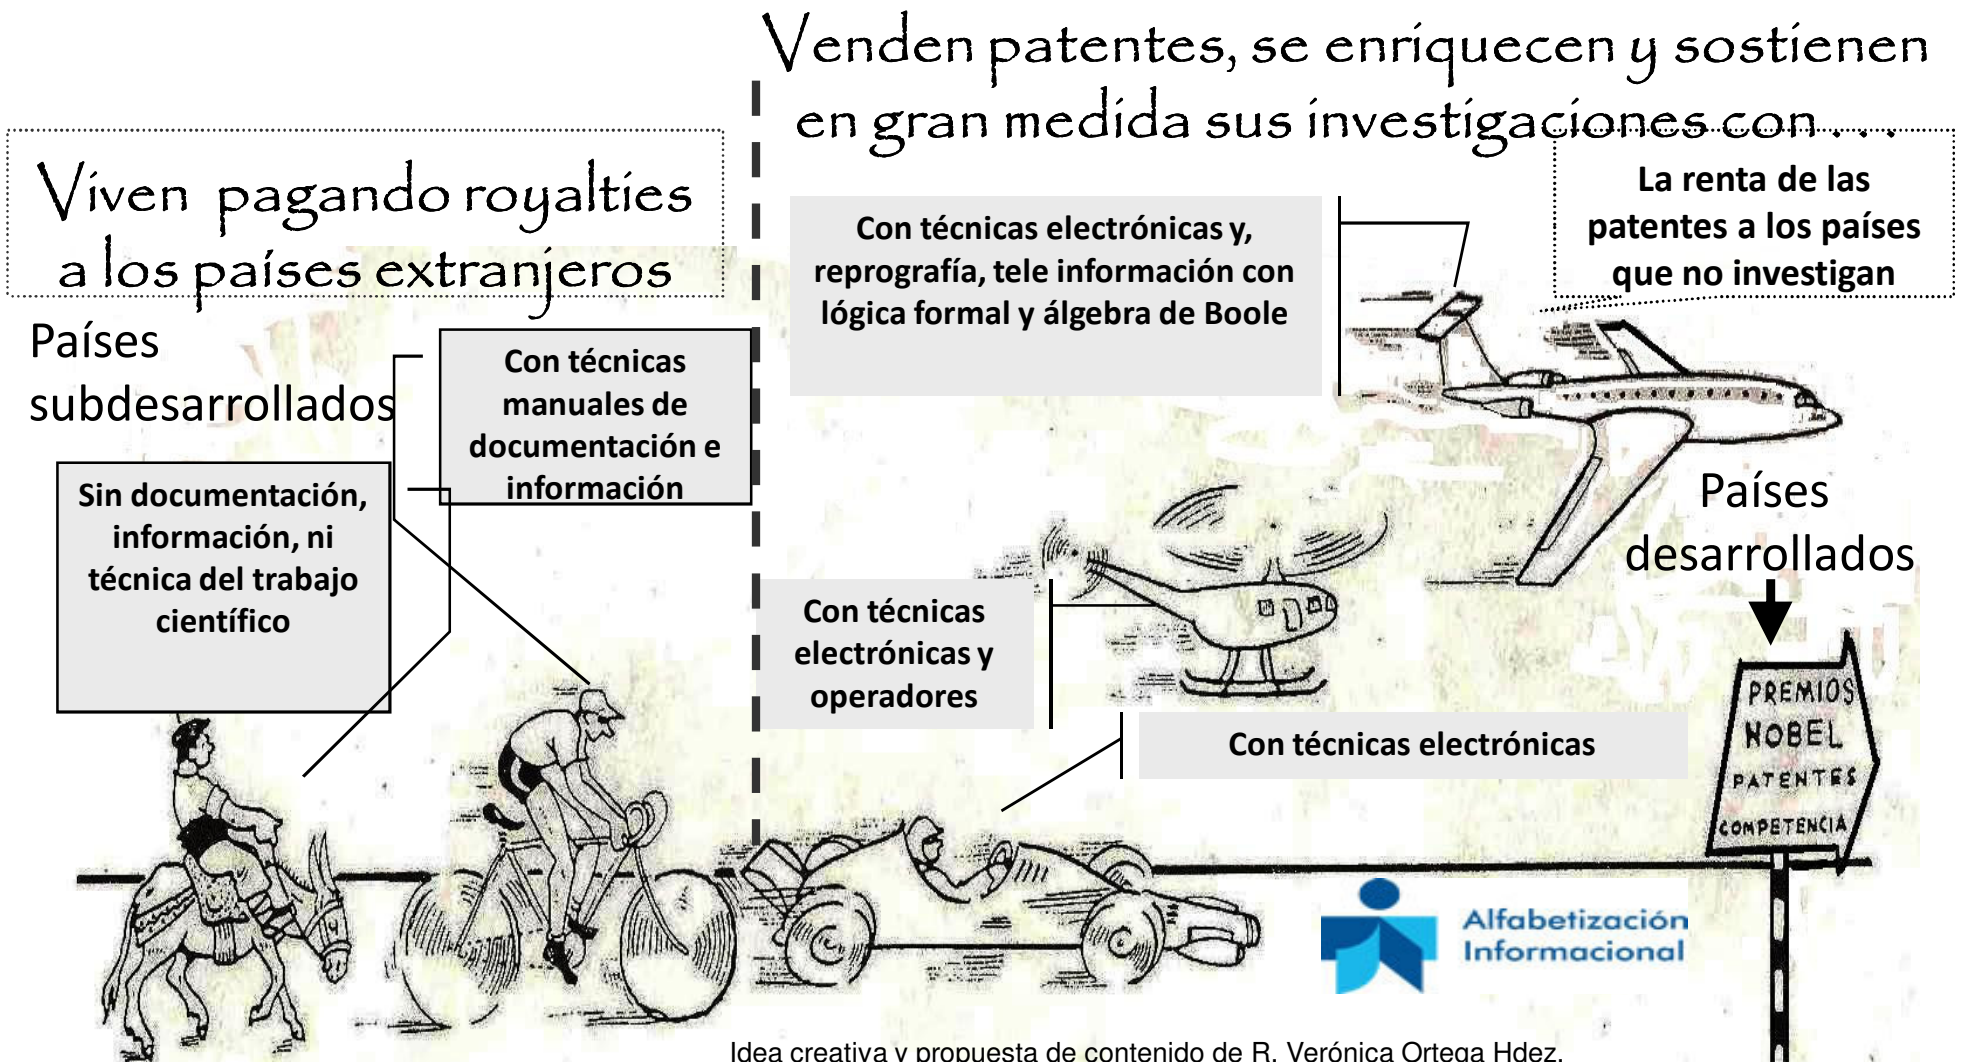 Venden patentes, se enriquecen y sostienen
en gran medida sus investigaciones con . . .
Viven pagando royalties
a los países extranjeros
Países
subdesarrollados
Con técnicas
manuales de
documentación e
información
Sin documentación,
información, ni
técnica del trabajo
científico
Con técnicas electrónicas y,
reprografía, tele información con
lógica formal y álgebra de Boole
La renta de las
patentes a los países
que no investigan
Países
desarrollados
Con técnicas
electrónicas y
operadores
Con técnicas electrónicas
PREMIOS
NOBEL
PATENTES
COMPETENCIA
Alfabetización
Informacional
Idea creativa y propuesta de contenido de R. Verónica Ortega Hdez.